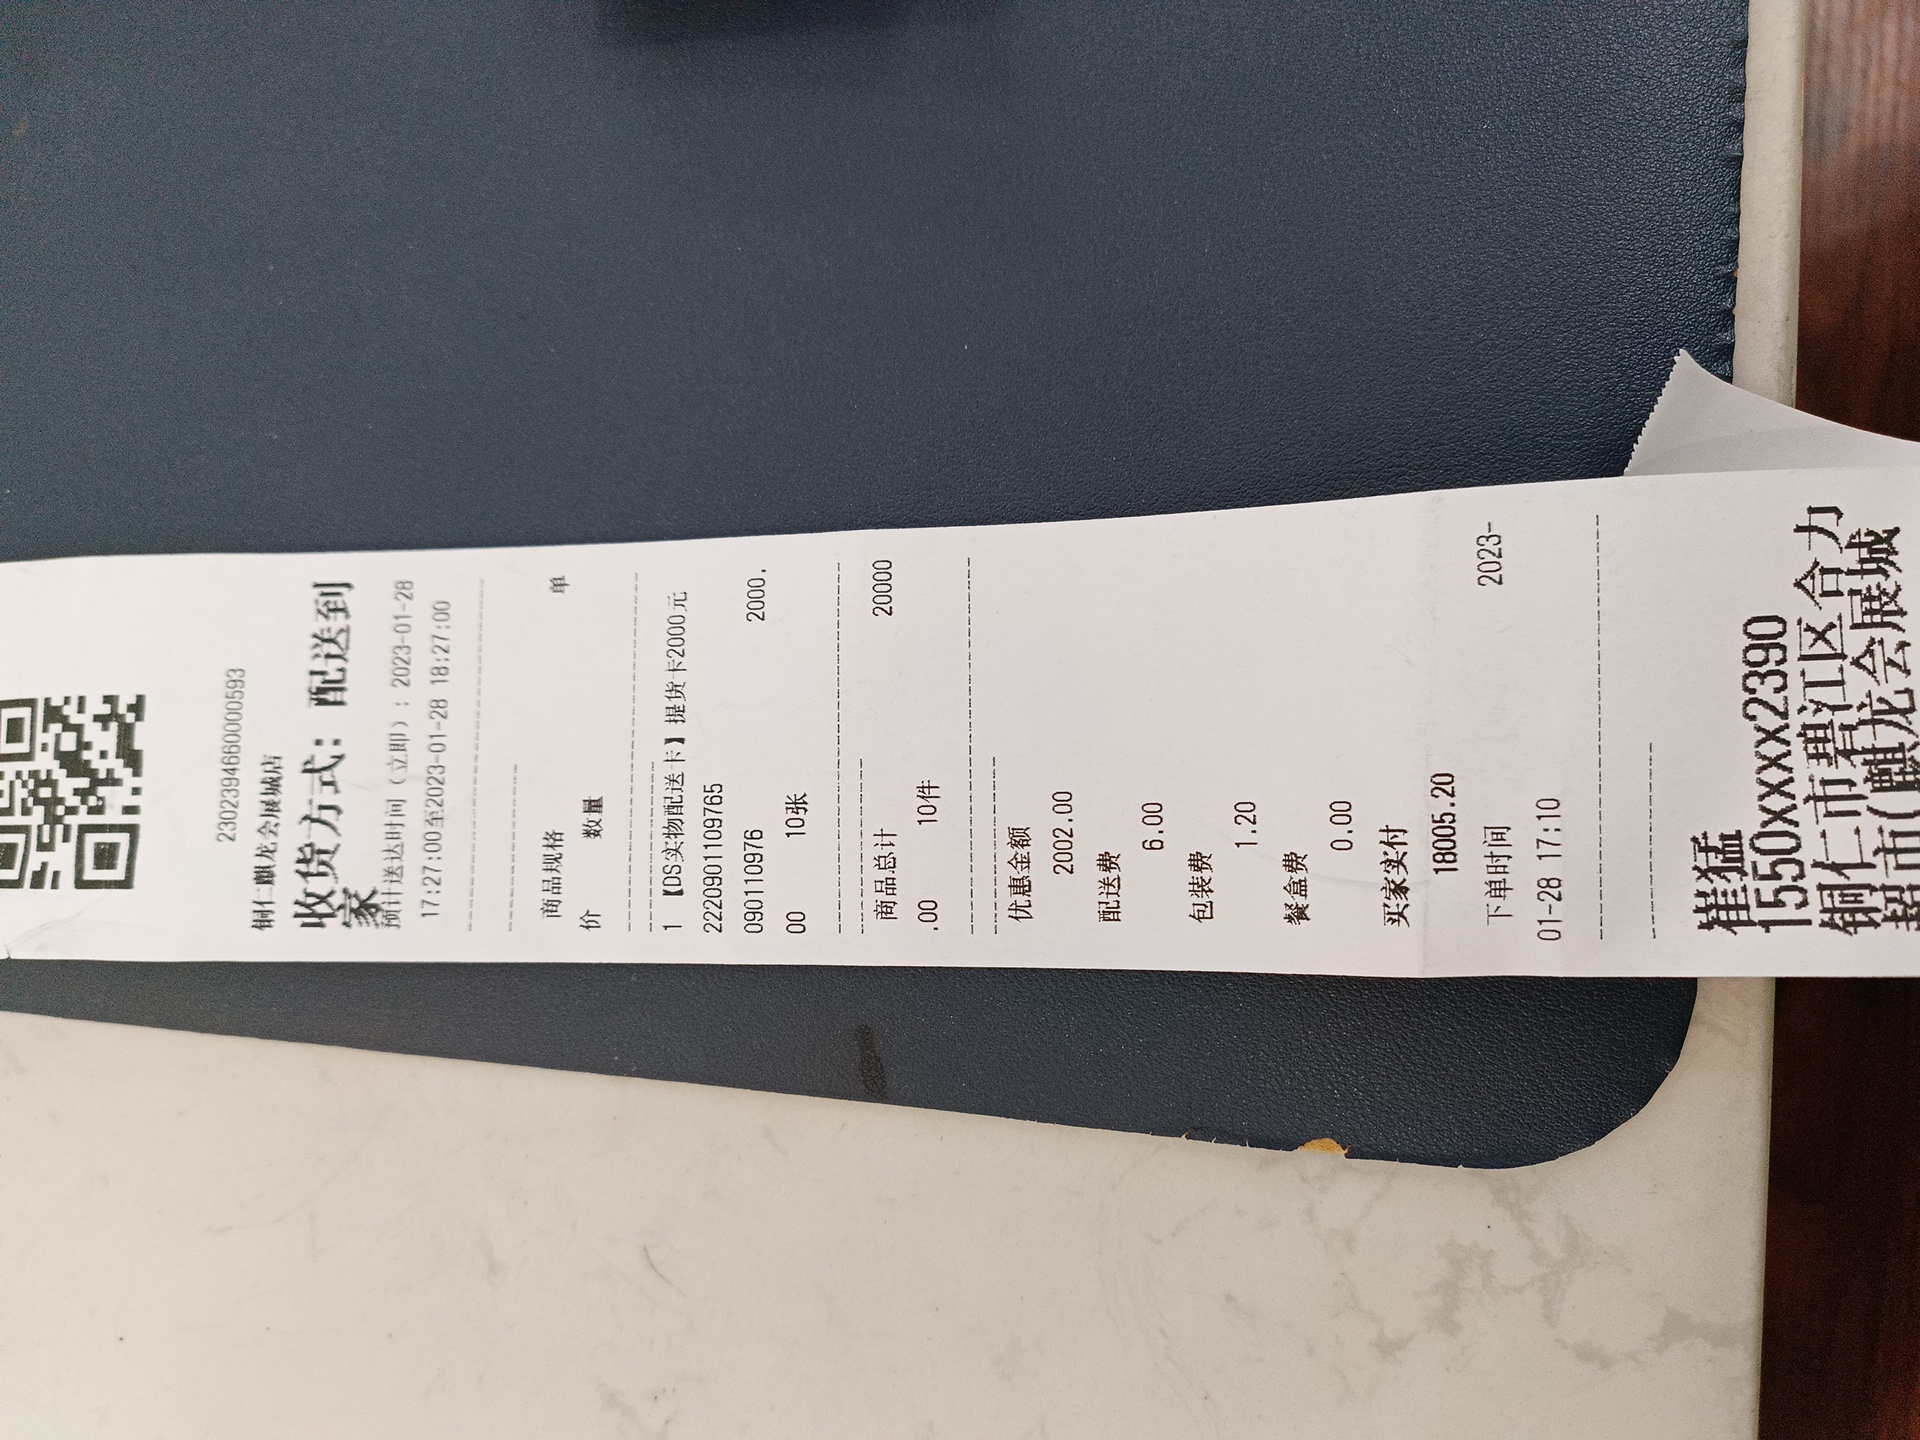 2302394660000593
铜仁麒龙会展城店
收货方式：配送到
家
预计送达时间（立即）：2023-01-28
17:27:00至2023-01-28 18:27:00
商品规格 单
价 数量
1 【DS实物配送卡】提货卡2000元
2220901109765
090110976 2000.
00 10张
商品总计 20000
.00 10件
优惠金额
2002.00
配送费
6.00
包装费
1.20
餐盒费
0.00
买家实付
18005.20
下单时间 2023-
01-28 17:10
崔猛
1550xxxx2390
铜仁市碧江区合力
超市(麒龙会展城